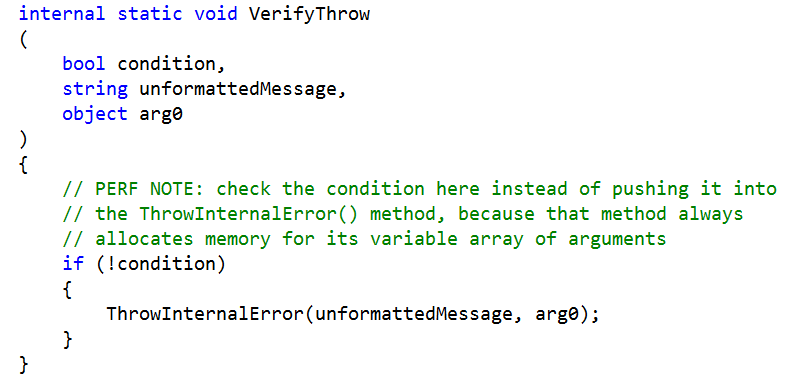 internal static void VerifyThrow
(
    bool condition,
    string unformattedMessage,
    object arg0
)
{
    // PERF NOTE: check the condition here instead of pushing it into
    // the ThrowInternalError() method, because that method always
    // allocates memory for its variable array of arguments
    if (!condition)
    {
        ThrowInternalError(unformattedMessage, arg0);
    }
}